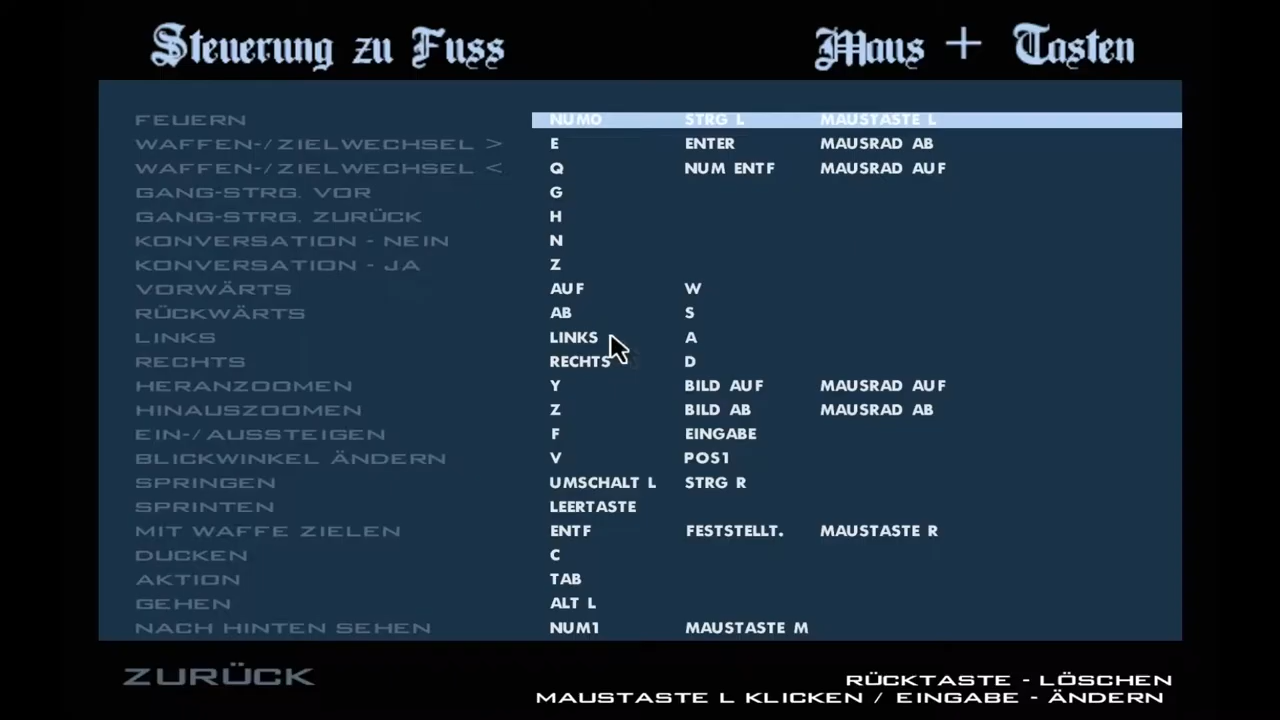 Steuerung zu Fuss Maus + Tasten
FEUERN NUM0 STRG L MAUSTASTE L
WAFFEN-/ZIELWECHSEL > E ENTER MAUSRAD AB
WAFFEN-/ZIELWECHSEL < Q NUM ENTF MAUSRAD AUF
GANG-STRG. VOR G
GANG-STRG. ZURÜCK H
KONVERSATION - NEIN N
KONVERSATION - JA Z
VORWÄRTS AUF W
RÜCKWÄRTS AB S
LINKS LINKS A
RECHTS RECHTS D
HERANZOOMEN Y BILD AUF MAUSRAD AUF
HINAUSZOOMEN Z BILD AB MAUSRAD AB
EIN-/AUSSTEIGEN F EINGABE
BLICKWINKEL ÄNDERN V POS1
SPRINGEN UMSCHALT L STRG R
SPRINTEN LEERTASTE
MIT WAFFE ZIELEN ENTF FESTSTELLT. MAUSTASTE R
DUCKEN C
AKTION TAB
GEHEN ALT L
NACH HINTEN SEHEN NUM1 MAUSTASTE M
ZURÜCK RÜCKTASTE - LÖSCHEN
MAUSTASTE L KLICKEN / EINGABE - ÄNDERN